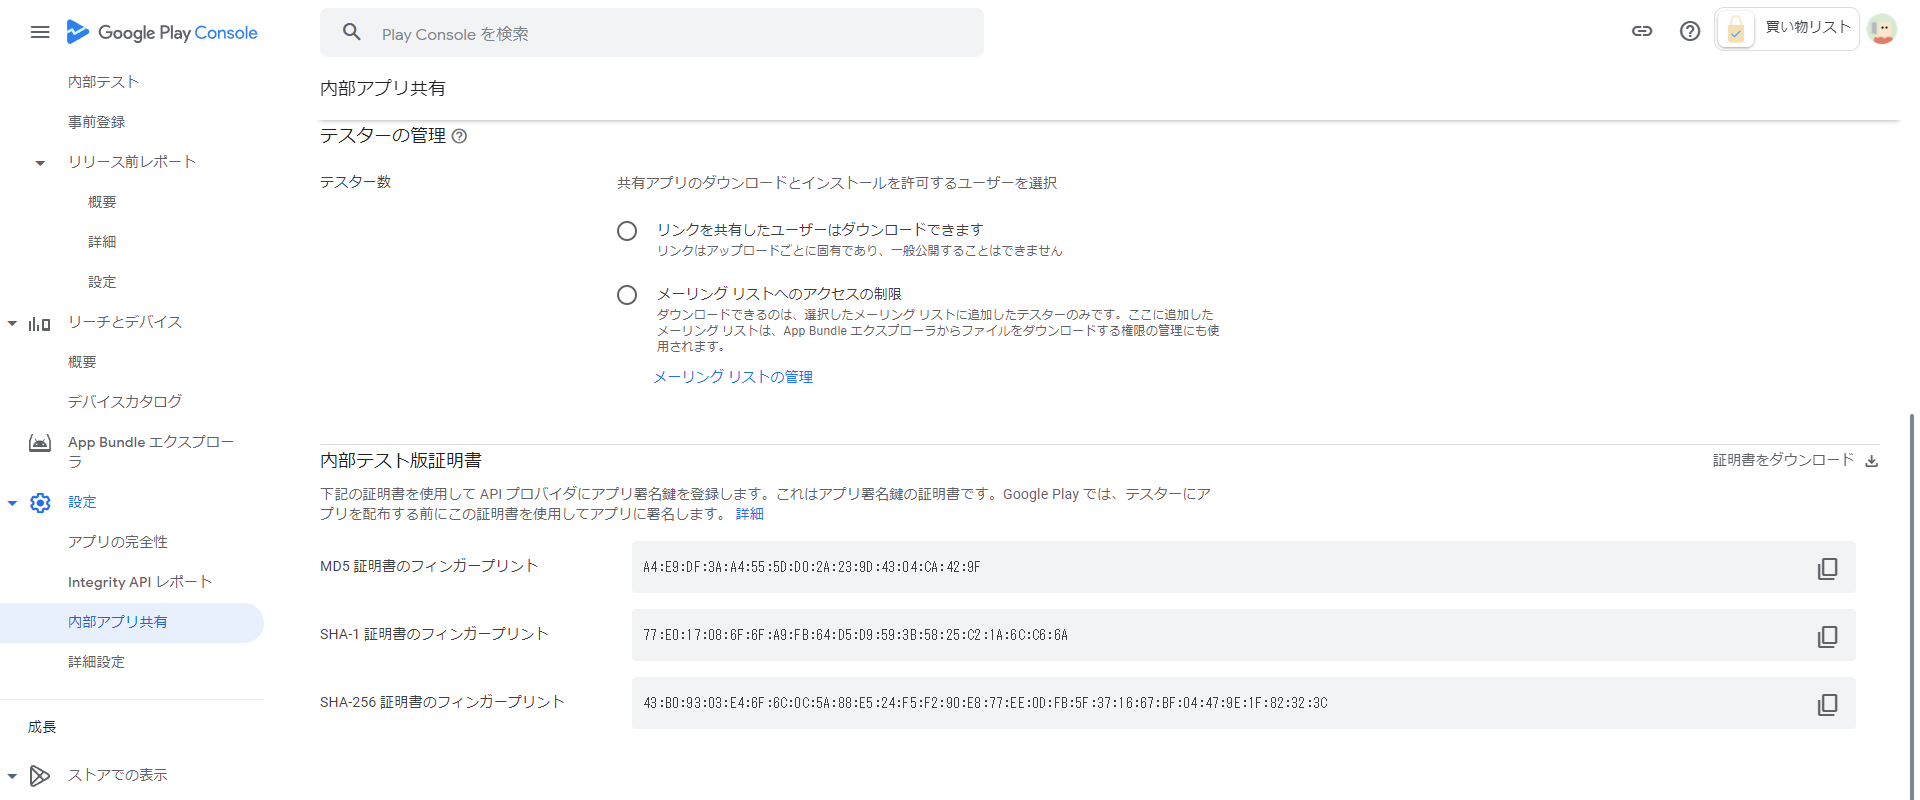 Google Play Console
Play Console を検索
買い物リスト
内部テスト
事前登録
リリース前レポート
概要
詳細
設定
リーチとデバイス
概要
デバイスカタログ
App Bundle エクスプロー
ラ
設定
アプリの完全性
Integrity API レポート
内部アプリ共有
詳細設定
成長
ストアでの表示
内部アプリ共有
テスターの管理
テスター数
共有アプリのダウンロードとインストールを許可するユーザーを選択
リンクを共有したユーザーはダウンロードできます
リンクはアップロードごとに固有であり、一般公開することはできません
メーリング リストへのアクセスの制限
ダウンロードできるのは、選択したメーリング リストに追加したテスターのみです。ここに追加した
メーリング リストは、App Bundle エクスプローラからファイルをダウンロードする権限の管理にも使
用されます。
メーリング リストの管理
内部テスト版証明書
証明書をダウンロード
下記の証明書を使用して API プロバイダにアプリ署名鍵を登録します。これはアプリ署名鍵の証明書です。Google Play では、テスターにア
プリを配布する前にこの証明書を使用してアプリに署名します。 詳細
MD5 証明書のフィンガープリント
A4:E9:DF:3A:A4:55:5D:D0:2A:23:9D:43:04:CA:42:9F
SHA-1 証明書のフィンガープリント
77:E0:17:08:6F:6F:A9:FB:64:D5:D9:59:3B:58:25:C2:1A:6C:C6:6A
SHA-256 証明書のフィンガープリント
43:B0:93:03:E4:6F:6C:0C:5A:88:E5:24:F5:F2:90:E8:77:EE:0D:FB:5F:37:16:67:BF:04:47:9E:1F:82:32:3C